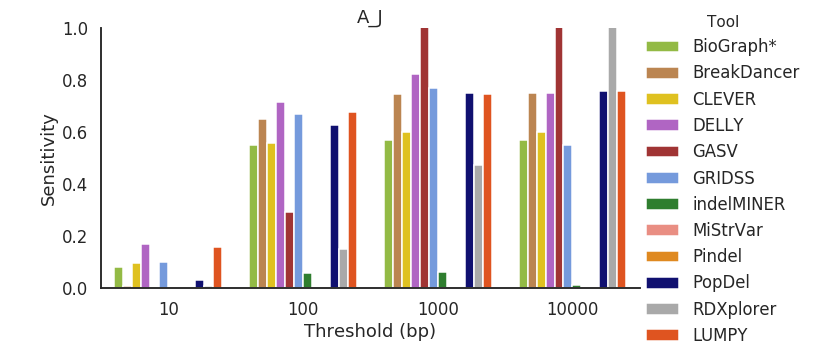 A_J
Tool
1.0
0.8
0.6
0.4
0.2
0.0
Sensitivity
10
100
1000
10000
Threshold (bp)
BioGraph*
BreakDancer
CLEVER
DELLY
GASV
GRIDSS
indelMINER
MiStrVar
Pindel
PopDel
RDXplorer
LUMPY